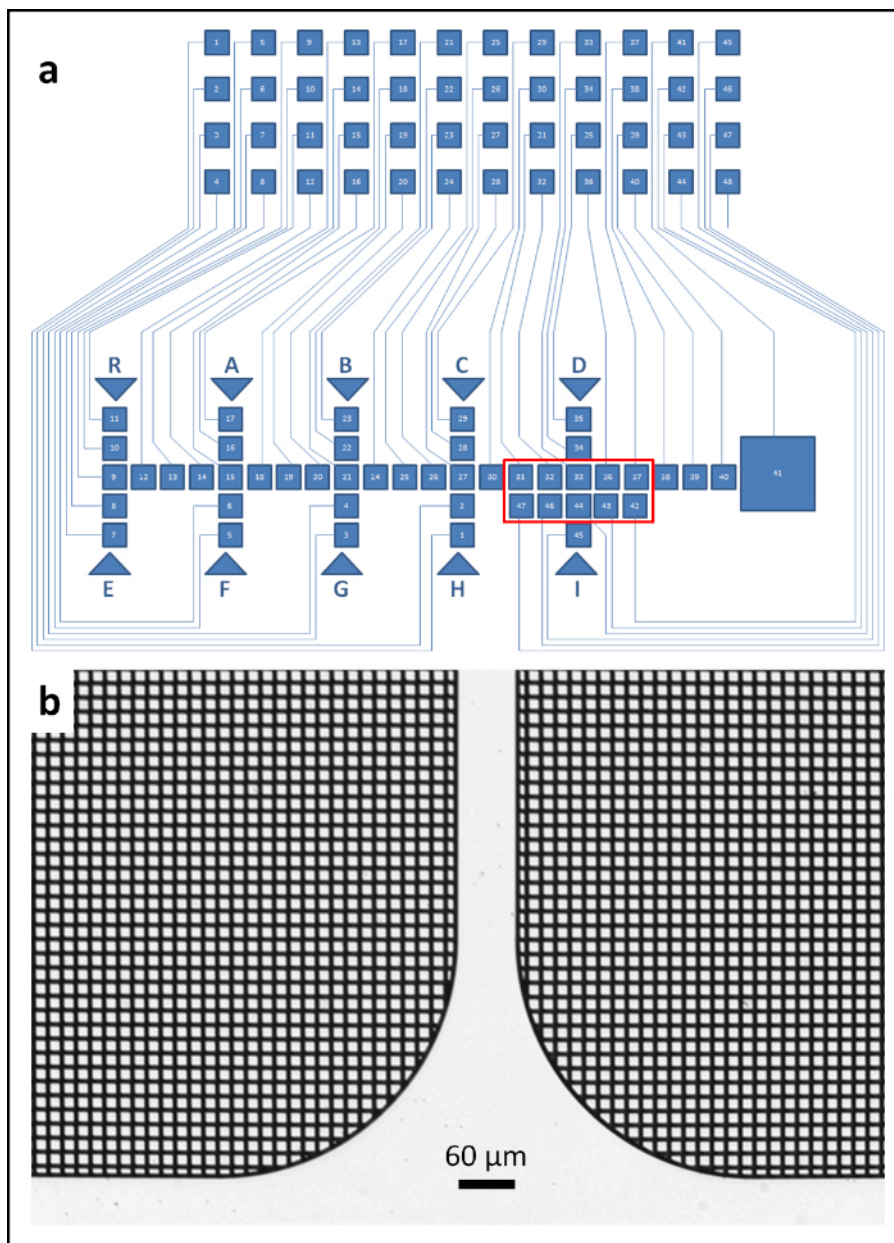 a
1 5 9 13 17 21 25 29 33 37 41 45
2 6 10 14 18 22 26 30 34 38 42 46
3 7 11 15 19 23 27 31 35 39 43 47
4 8 12 16 20 24 28 32 36 40 44 48
R A B C D
11 17 23 29 35
10 16 22 28 34
9 12 13 14 15 18 19 20 21 24 25 26 27 30 31 32 33 36 37 38 39 40 41
8 6 4 2 47 46 44 43 42
7 5 3 1 45
E F G H I
b
60 µm